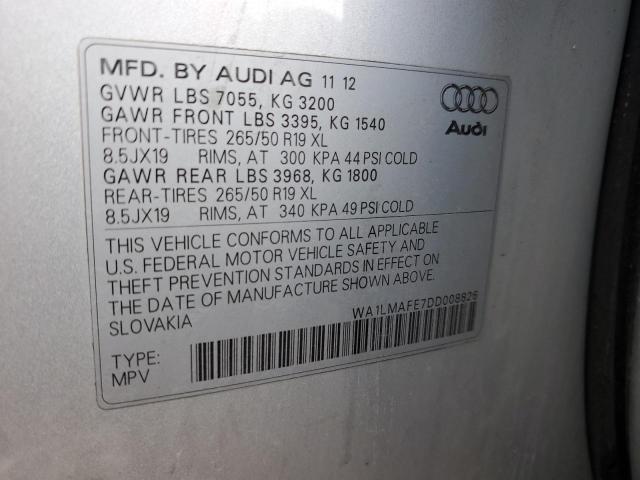 MFD. BY AUDI AG 11 12
GVWR LBS 7055, KG 3200
GAWR FRONT LBS 3395, KG 1540
FRONT-TIRES 265/50 R19 XL
8.5JX19 RIMS, AT 300 KPA 44 PSI COLD
GAWR REAR LBS 3968, KG 1800
REAR-TIRES 265/50 R19 XL
8.5JX19 RIMS, AT 340 KPA 49 PSI COLD
Audi
THIS VEHICLE CONFORMS TO ALL APPLICABLE
U.S. FEDERAL MOTOR VEHICLE SAFETY AND
THEFT PREVENTION STANDARDS IN EFFECT ON
THE DATE OF MANUFACTURE SHOWN ABOVE.
SLOVAKIA
WA1LMAFE7DD008826
TYPE:
MPV